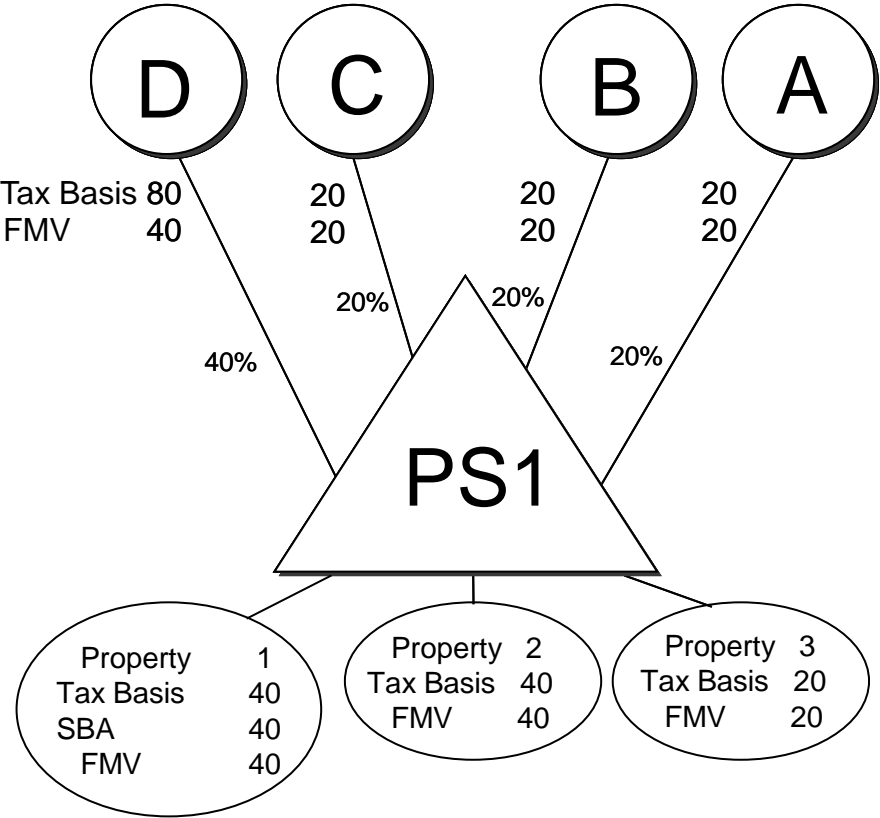 D C B A
Tax Basis 80 20 20 20
FMV 40 20 20 20
20% 20%
40% 20%
PS1
Property 1
Tax Basis 40
SBA 40
FMV 40
Property 2
Tax Basis 40
FMV 40
Property 3
Tax Basis 20
FMV 20